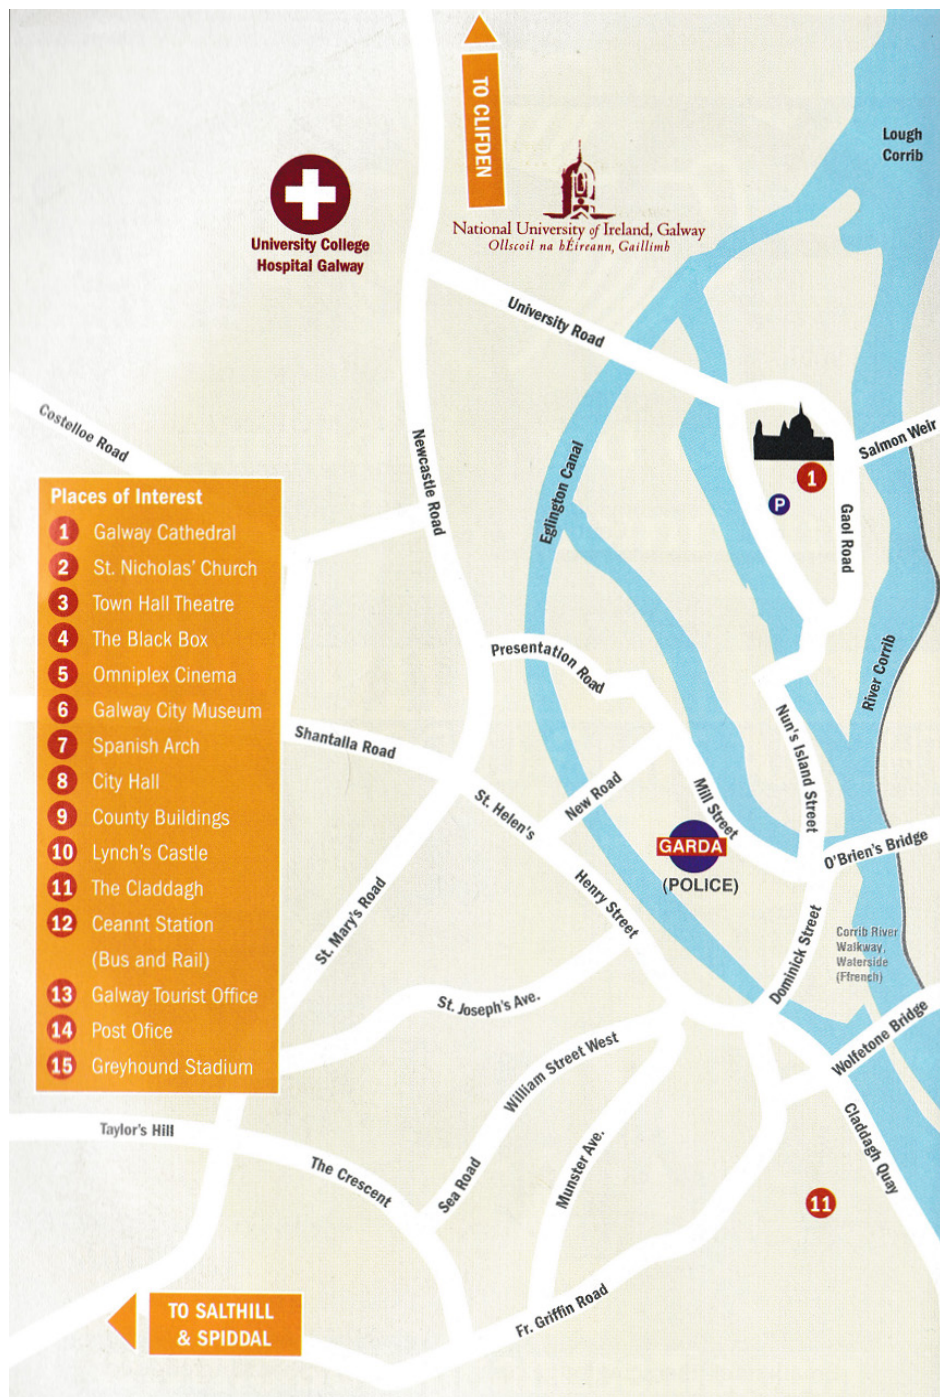 TO CLIFDEN
Lough
Corrib
University College
Hospital Galway
National University of Ireland, Galway
Ollscoil na hÉireann, Gaillimh
University Road
Costelloe Road
Newcastle Road
Eglington Canal
Salmon Weir
1
P
Gaol Road
Places of Interest
1 Galway Cathedral
2 St. Nicholas' Church
3 Town Hall Theatre
4 The Black Box
5 Omniplex Cinema
6 Galway City Museum
7 Spanish Arch
8 City Hall
9 County Buildings
10 Lynch's Castle
11 The Claddagh
12 Ceannt Station
(Bus and Rail)
13 Galway Tourist Office
14 Post Ofice
15 Greyhound Stadium
Presentation Road
River Corrib
Shantalla Road
Nun's Island Street
St. Helen's
New Road
Mill Street
GARDA
(POLICE)
O'Brien's Bridge
Henry Street
St. Mary's Road
Dominick Street
Corrib River
Walkway,
Waterside
(Ffrench)
St. Joseph's Ave.
Wolfetone Bridge
William Street West
Taylor's Hill
The Crescent
Sea Road
Munster Ave.
Claddagh Quay
11
TO SALTHILL
& SPIDDAL
Fr. Griffin Road